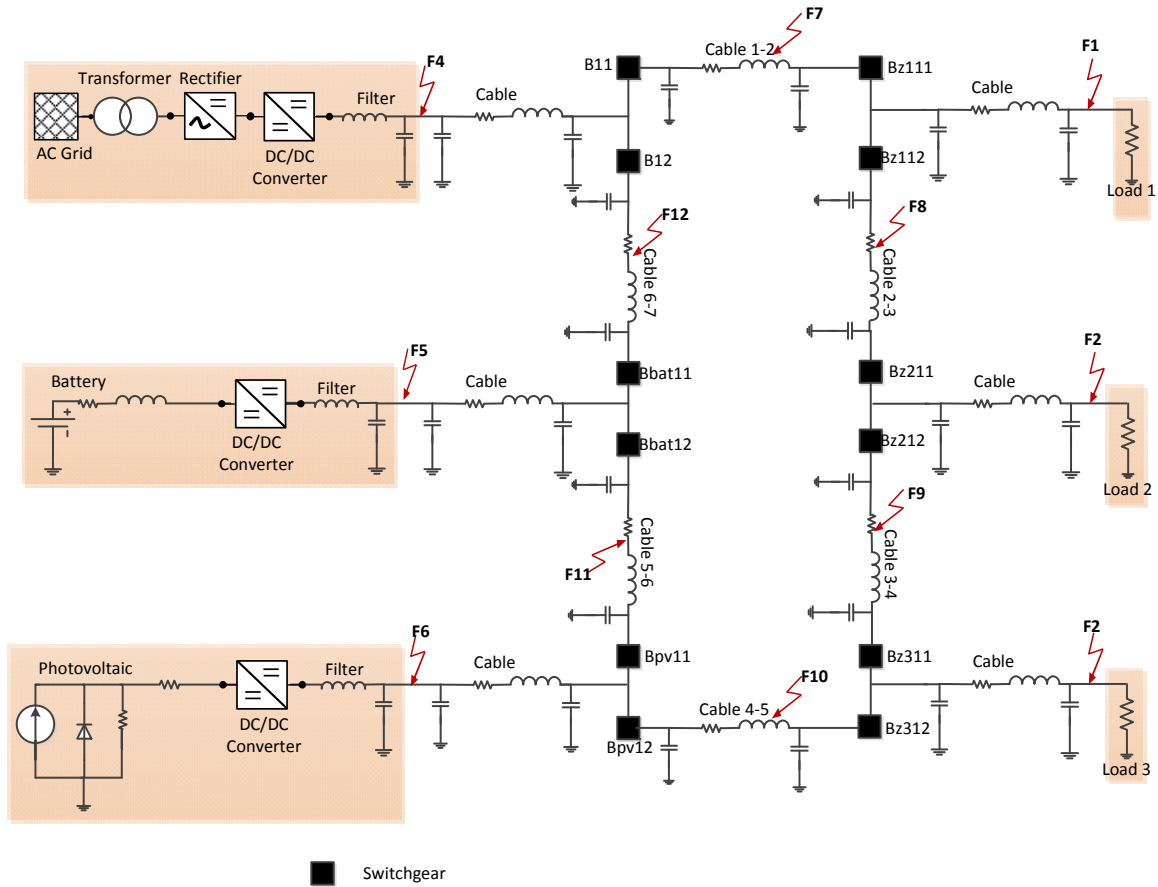 F7
Cable 1-2
B11
Bz111
F1
F4
Transformer
Rectifier
Filter
Cable
Cable
AC Grid
DC/DC
Converter
B12
Bz112
Load 1
F12
F8
Cable 6-7
Cable 2-3
F5
F2
Battery
Filter
Cable
Bbat11
Bz211
Cable
DC/DC
Converter
Bbat12
Bz212
Load 2
F9
F11
Cable 5-6
Cable 3-4
F6
F2
Photovoltaic
Filter
Cable
Bpv11
Bz311
Cable
F10
Cable 4-5
DC/DC
Converter
Bpv12
Bz312
Load 3
Switchgear